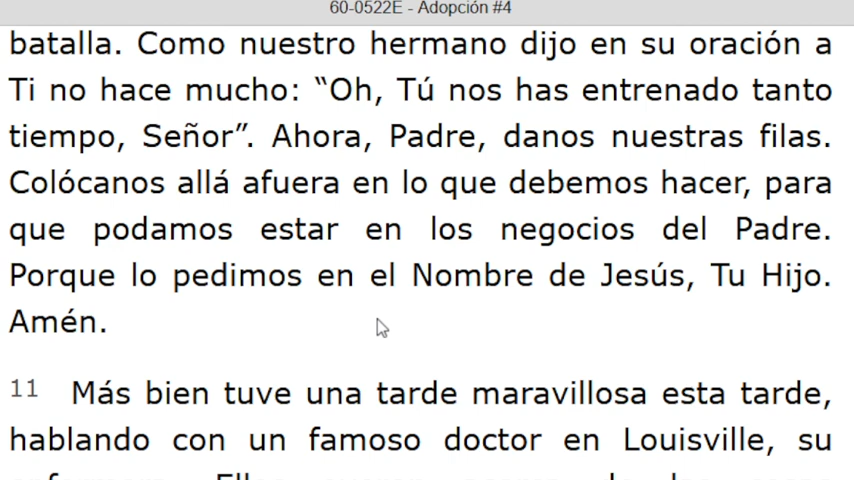 60-0522E - Adopción #4
batalla. Como nuestro hermano dijo en su oración a
Ti no hace mucho: “Oh, Tú nos has entrenado tanto
tiempo, Señor”. Ahora, Padre, danos nuestras filas.
Colócanos allá afuera en lo que debemos hacer, para
que podamos estar en los negocios del Padre.
Porque lo pedimos en el Nombre de Jesús, Tu Hijo.
Amén.
11 Más bien tuve una tarde maravillosa esta tarde,
hablando con un famoso doctor en Louisville, su